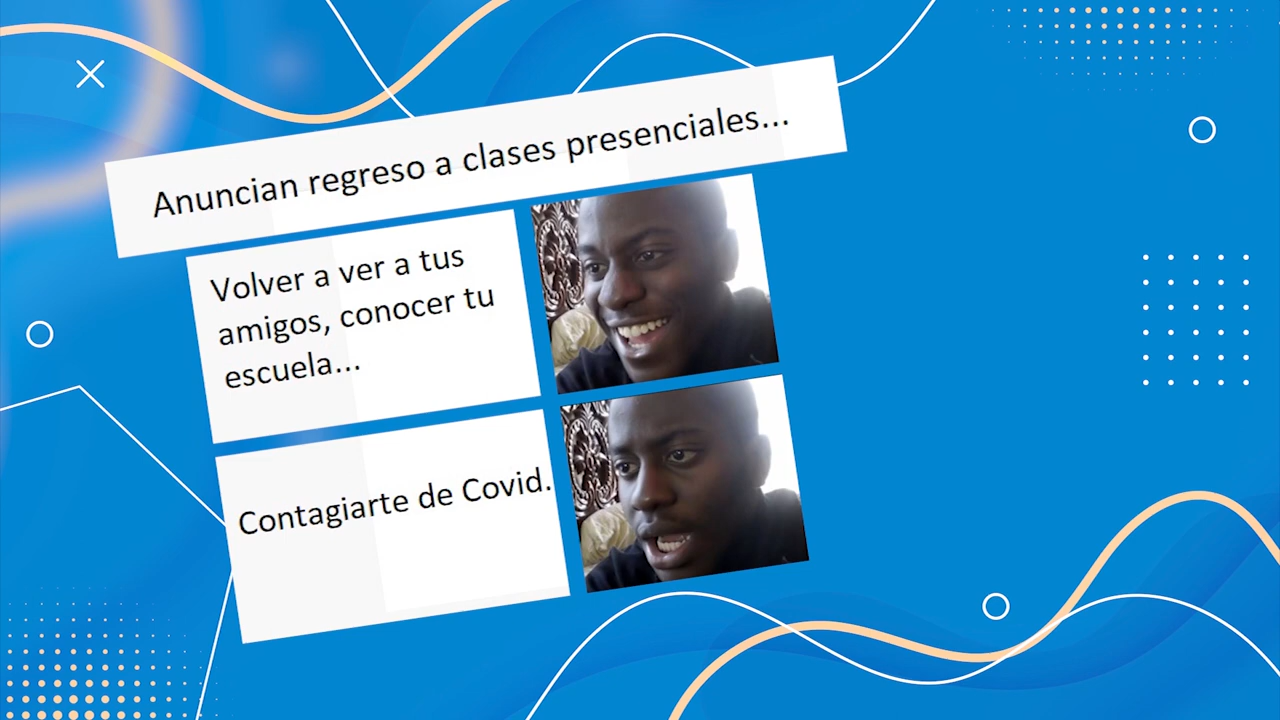 Anuncian regreso a clases presenciales...
Volver a ver a tus
amigos, conocer tu
escuela...
Contagiarte de Covid.